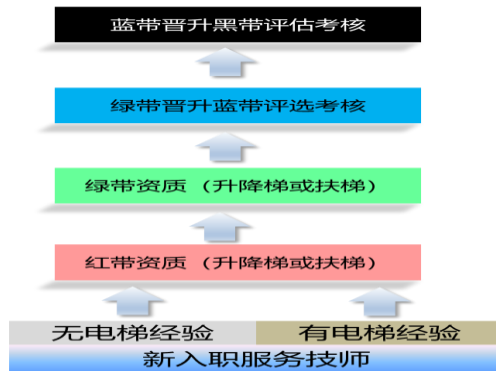 蓝带晋升黑带评估考核
绿带晋升蓝带评选考核
绿带资质（升降梯或扶梯）
红带资质（升降梯或扶梯）
无电梯经验 有电梯经验
新入职服务技师